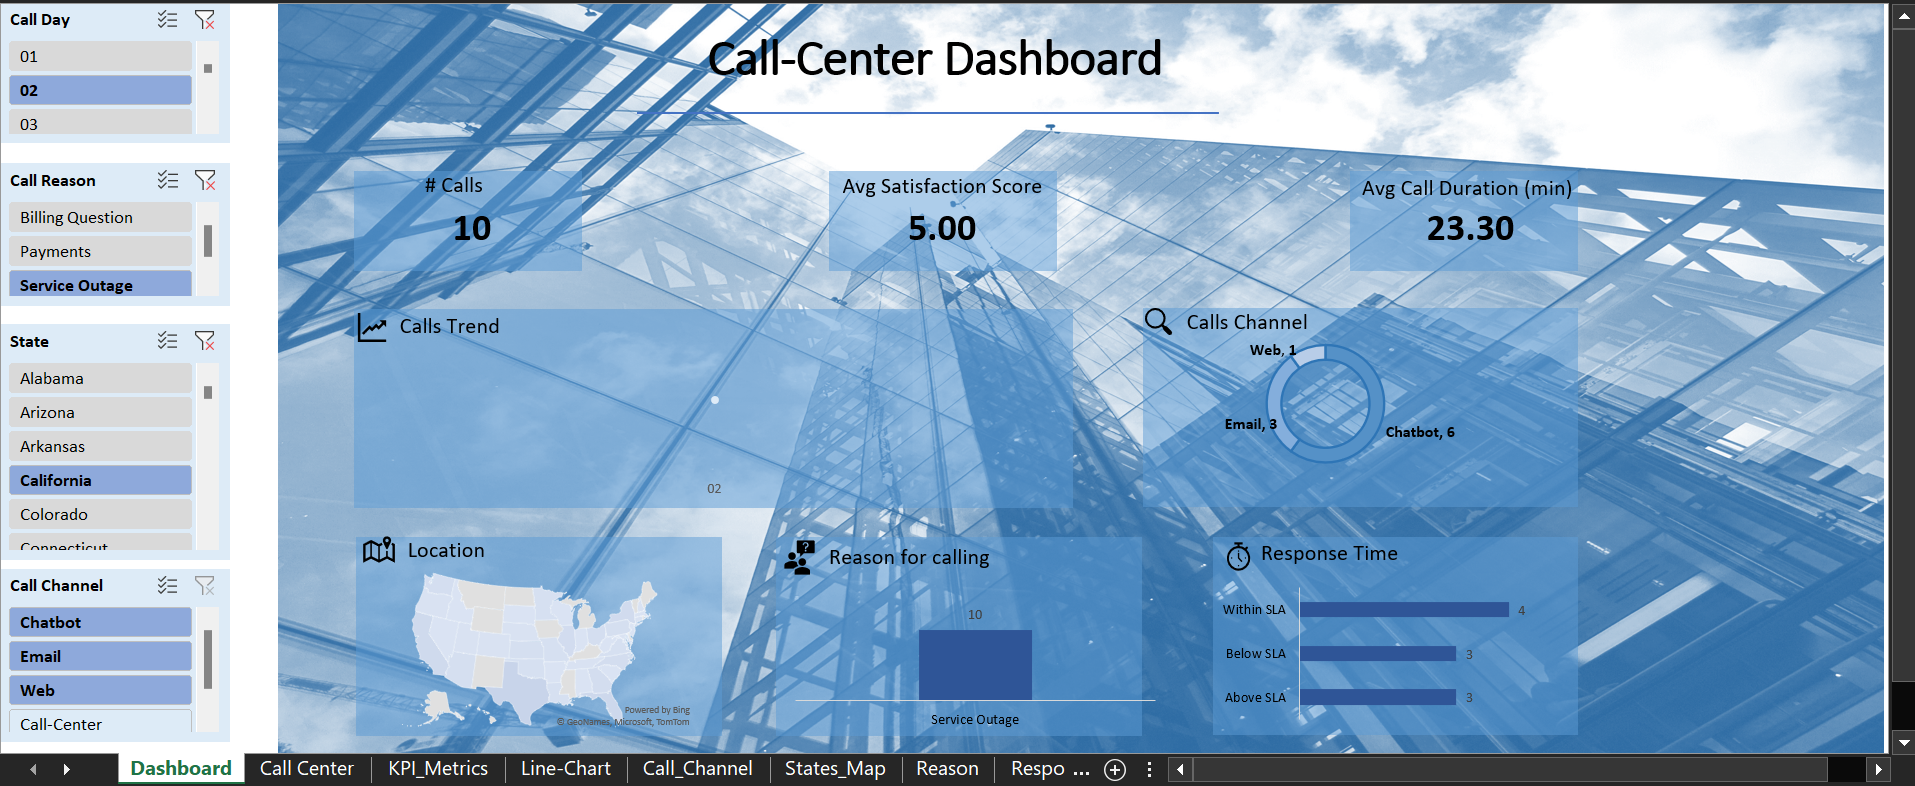 Call Day
01
02
03
Call Reason
Billing Question
Payments
Service Outage
State
Alabama
Arizona
Arkansas
California
Colorado
Connecticut
Call Channel
Chatbot
Email
Web
Call-Center
Call-Center Dashboard
# Calls
10
Avg Satisfaction Score
5.00
Avg Call Duration (min)
23.30
Calls Trend
02
Calls Channel
Web, 1
Email, 3
Chatbot, 6
Location
Powered by Bing
© GeoNames, Microsoft, TomTom
Reason for calling
10
Service Outage
Response Time
Within SLA 4
Below SLA 3
Above SLA 3
Dashboard Call Center KPI_Metrics Line-Chart Call_Channel States_Map Reason Respo ...